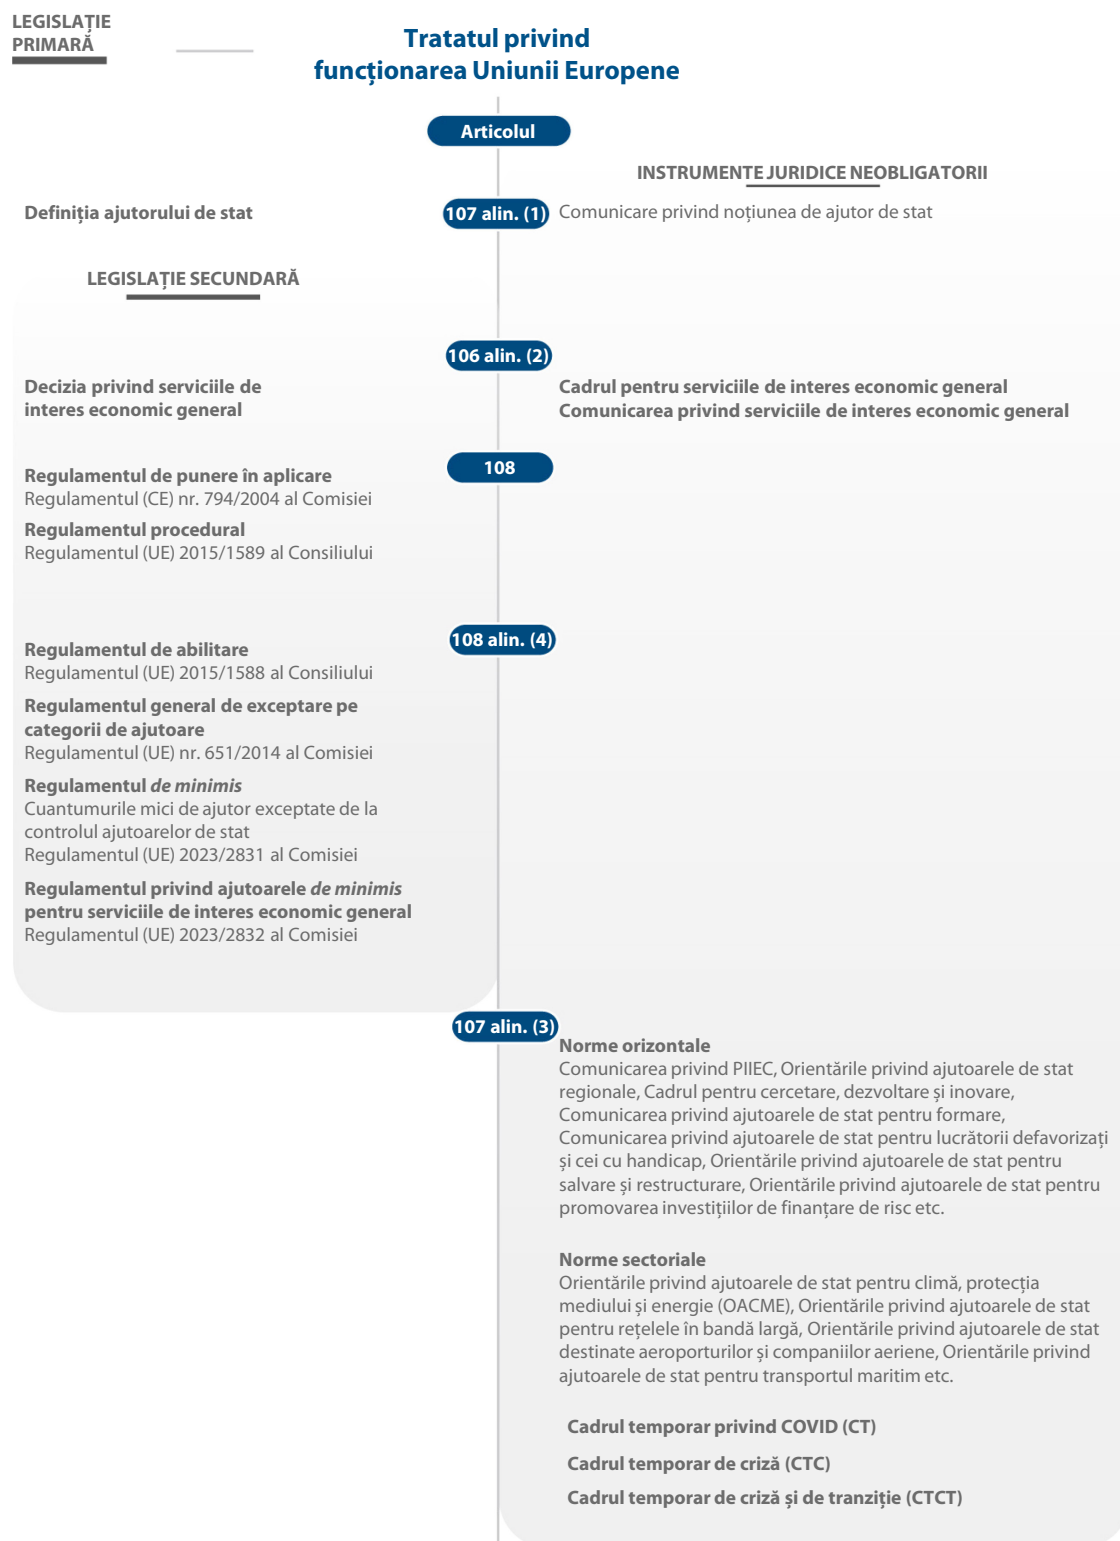 LEGISLAȚIE
PRIMARĂ
Tratatul privind
funcționarea Uniunii Europene
Articolul
INSTRUMENTE JURIDICE NEOBLIGATORII
Definiția ajutorului de stat
107 alin. (1)
Comunicare privind noțiunea de ajutor de stat
LEGISLAȚIE SECUNDARĂ
106 alin. (2)
Decizia privind serviciile de
interes economic general
Cadrul pentru serviciile de interes economic general
Comunicarea privind serviciile de interes economic general
108
Regulamentul de punere în aplicare
Regulamentul (CE) nr. 794/2004 al Comisiei
Regulamentul procedural
Regulamentul (UE) 2015/1589 al Consiliului
108 alin. (4)
Regulamentul de abilitare
Regulamentul (UE) 2015/1588 al Consiliului
Regulamentul general de exceptare pe
categorii de ajutoare
Regulamentul (UE) nr. 651/2014 al Comisiei
Regulamentul de minimis
Cuantumurile mici de ajutor exceptate de la
controlul ajutoarelor de stat
Regulamentul (UE) 2023/2831 al Comisiei
Regulamentul privind ajutoarele de minimis
pentru serviciile de interes economic general
Regulamentul (UE) 2023/2832 al Comisiei
107 alin. (3)
Norme orizontale
Comunicarea privind PIIEC, Orientările privind ajutoarele de stat
regionale, Cadrul pentru cercetare, dezvoltare și inovare,
Comunicarea privind ajutoarele de stat pentru formare,
Comunicarea privind ajutoarele de stat pentru lucrătorii defavorizați
și cei cu handicap, Orientările privind ajutoarele de stat pentru
salvare și restructurare, Orientările privind ajutoarele de stat pentru
promovarea investițiilor de finanțare de risc etc.
Norme sectoriale
Orientările privind ajutoarele de stat pentru climă, protecția
mediului și energie (OACME), Orientările privind ajutoarele de stat
pentru rețelele în bandă largă, Orientările privind ajutoarele de stat
destinate aeroporturilor și companiilor aeriene, Orientările privind
ajutoarele de stat pentru transportul maritim etc.
Cadrul temporar privind COVID (CT)
Cadrul temporar de criză (CTC)
Cadrul temporar de criză și de tranziție (CTCT)